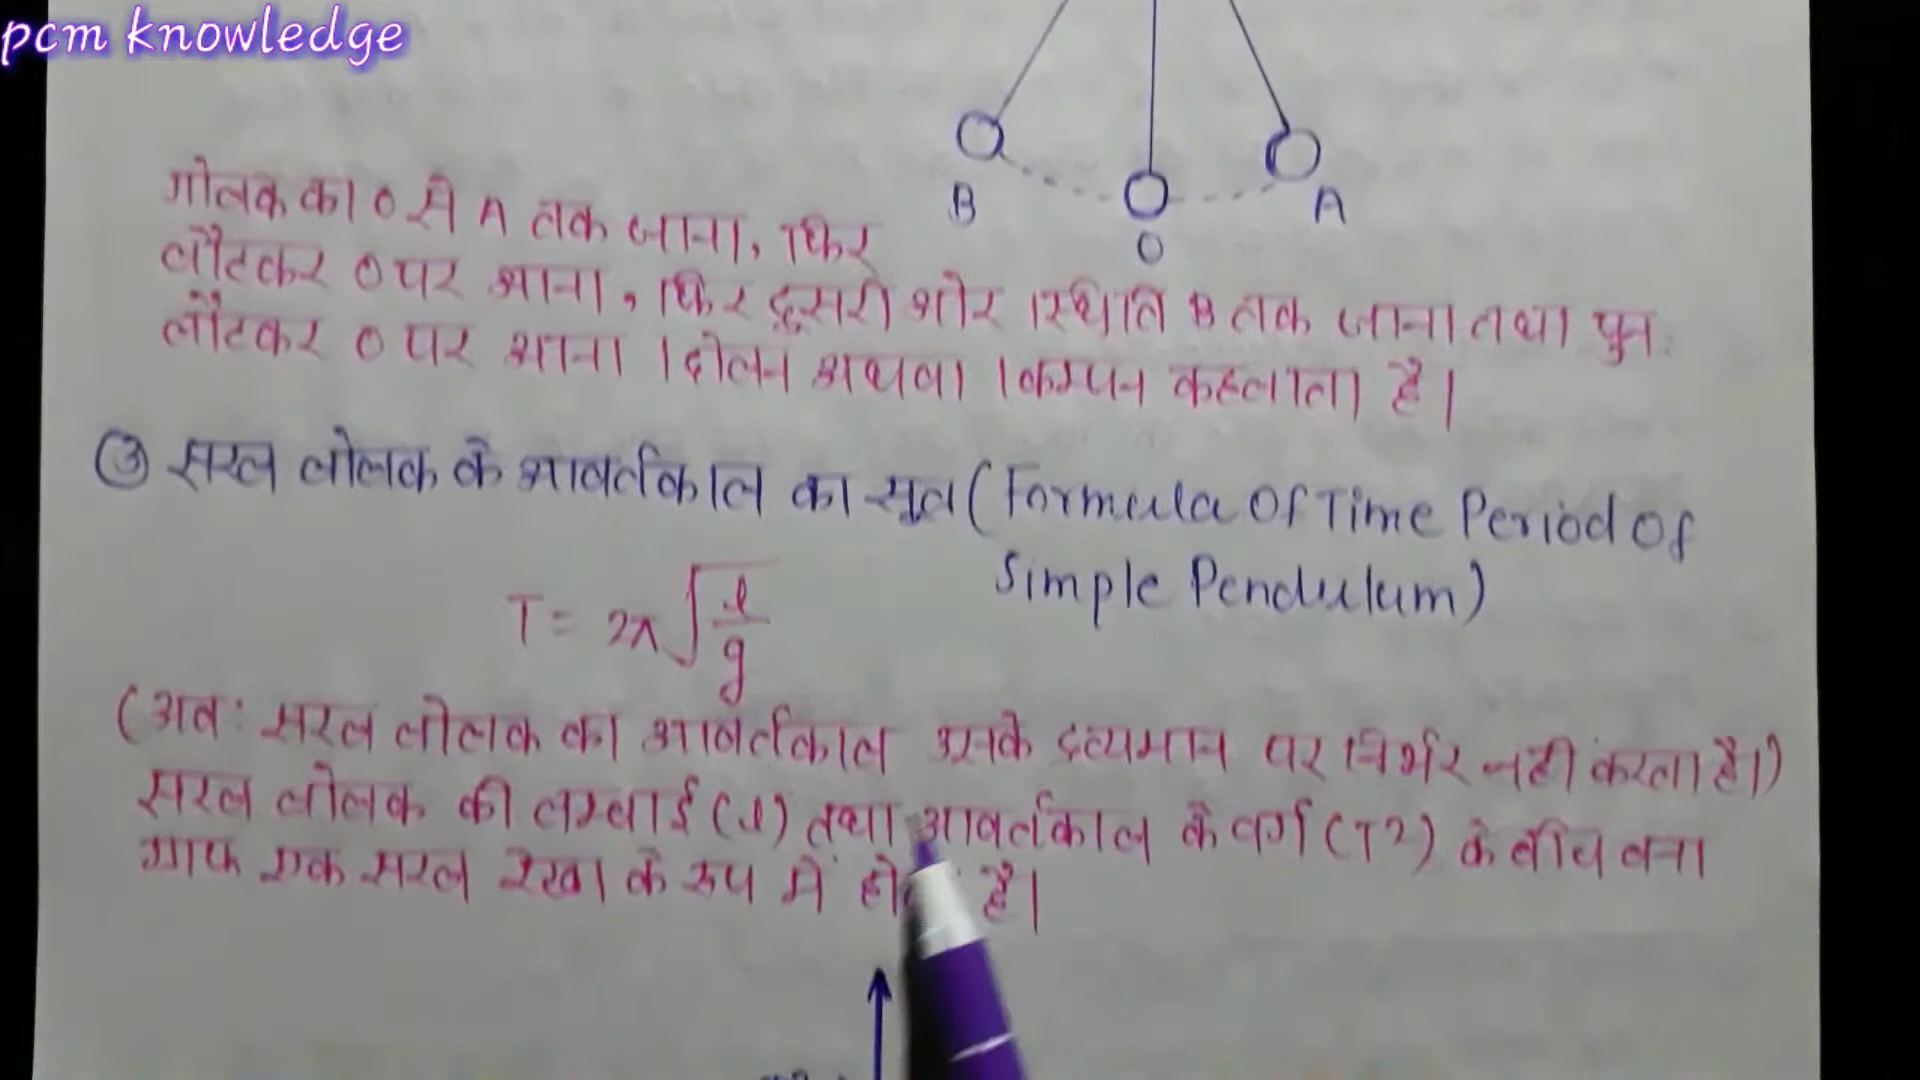 pcm knowledge
B
O
A
गोलक का O से A तक जाना, फिर
लौटकर O पर आना, फिर दूसरी ओर स्थिति B तक जाना तथा पुन:
लौटकर O पर आना 1 दोलन अथवा 1 कम्पन कहलाता है।
③ सरल लोलक के आवर्तकाल का सूत्र (Formula Of Time Period Of
Simple Pendulum)
T = 2π√(l/g)
(अत: सरल लोलक का आवर्तकाल उसके द्रव्यमान पर निर्भर नही करता है।)
सरल लोलक की लम्बाई (l) तथा आवर्तकाल के वर्ग (T2) के बीच बना
ग्राफ एक सरल रेखा के रूप में है।